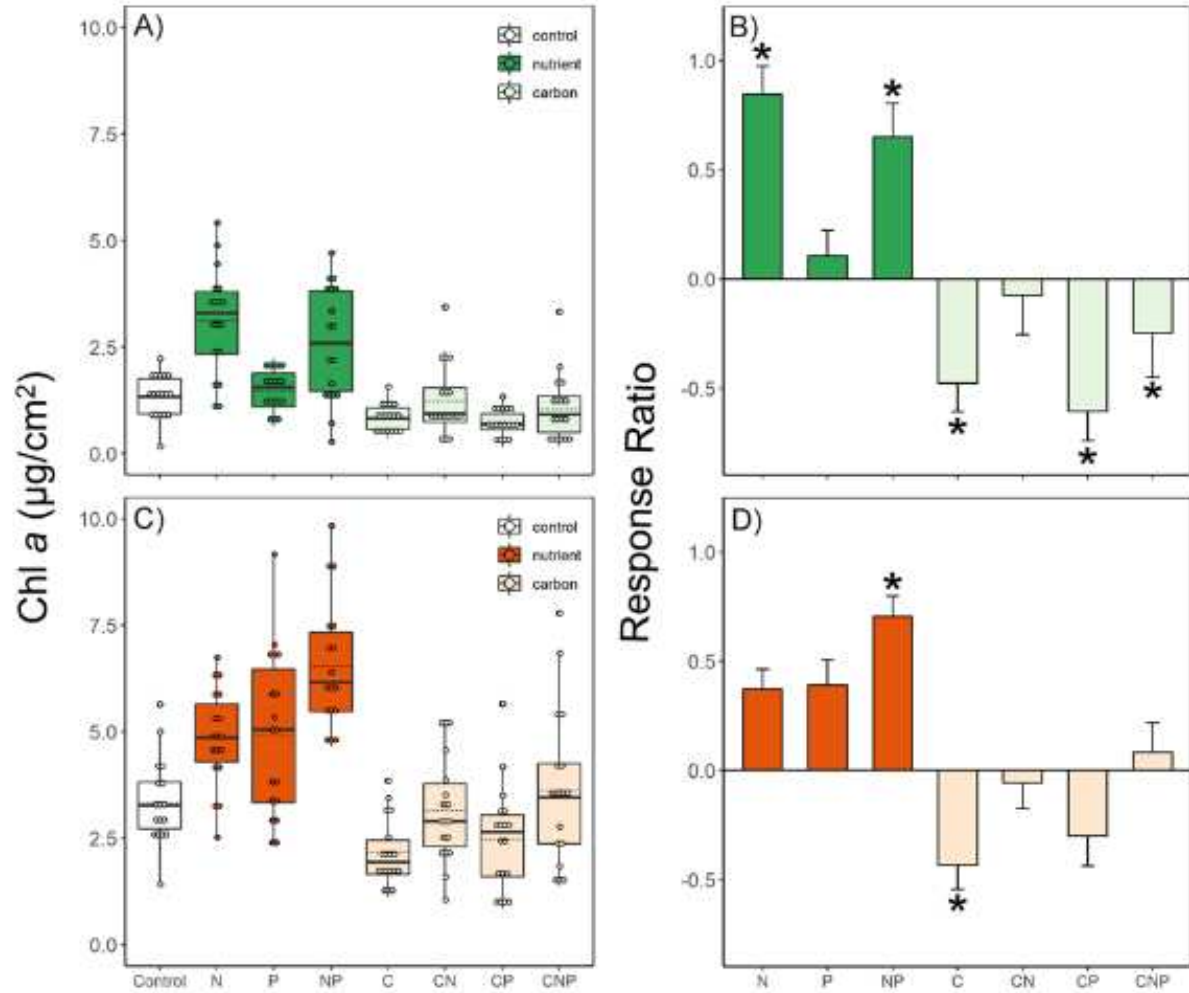 A)
control
nutrient
carbon
10.0
7.5
5.0
2.5
0.0
B)
*
*
*
*
*
1.0
0.5
0.0
-0.5
Chl a (µg/cm²)
Response Ratio
C)
control
nutrient
carbon
10.0
7.5
5.0
2.5
0.0
Control N P NP C CN CP CNP
D)
*
*
1.0
0.5
0.0
-0.5
N P NP C CN CP CNP